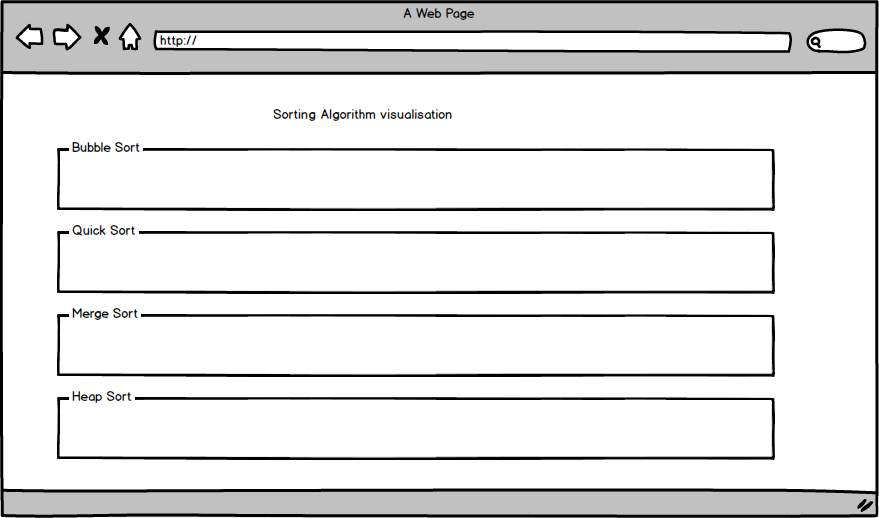 A Web Page
http://
Sorting Algorithm visualisation
Bubble Sort
Quick Sort
Merge Sort
Heap Sort